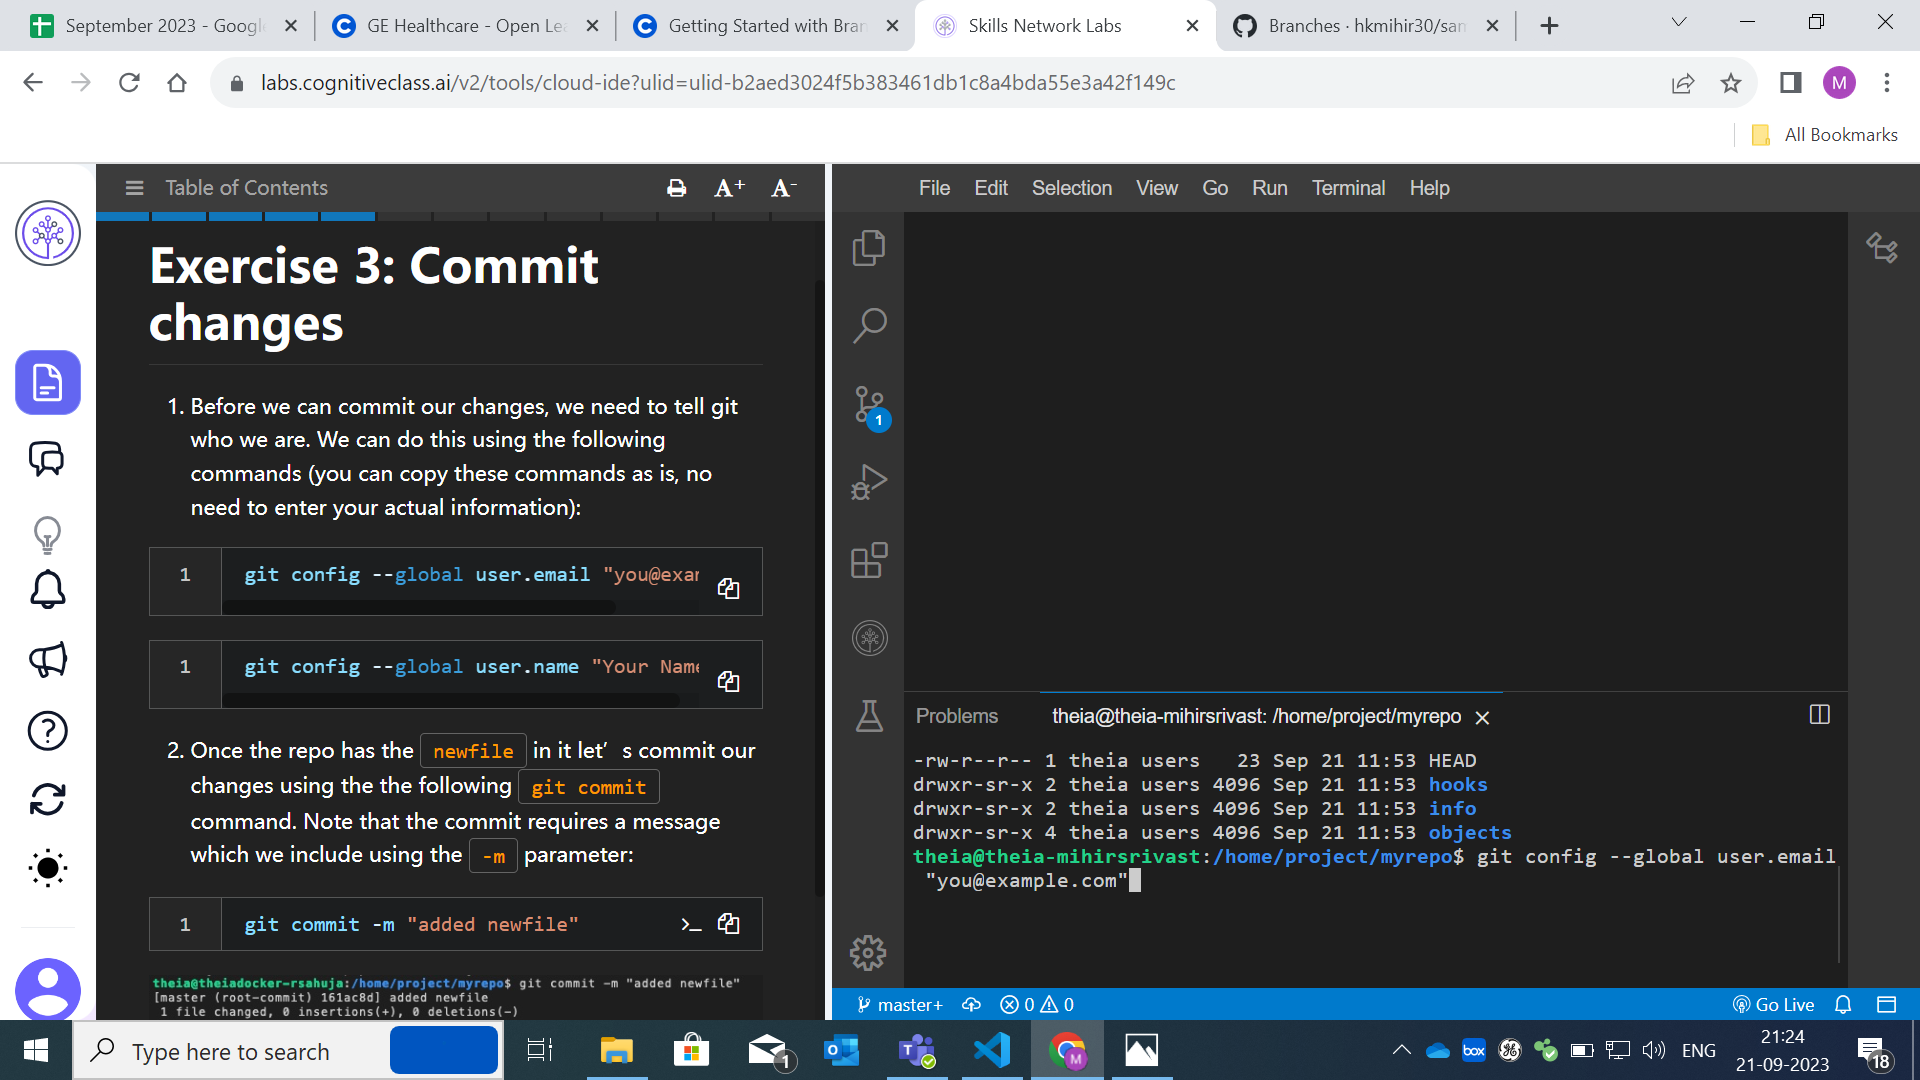 September 2023 - Google
GE Healthcare - Open Lea
Getting Started with Bran
Skills Network Labs
Branches · hkmihir30/sam
labs.cognitiveclass.ai/v2/tools/cloud-ide?ulid=ulid-b2aed3024f5b383461db1c8a4bda55e3a42f149c
M
All Bookmarks
Table of Contents
A+ A-
File Edit Selection View Go Run Terminal Help
Exercise 3: Commit
changes
1. Before we can commit our changes, we need to tell git
who we are. We can do this using the following
commands (you can copy these commands as is, no
need to enter your actual information):
1 git config --global user.email "you@exam
1 git config --global user.name "Your Name
2. Once the repo has the newfile in it let’s commit our
changes using the the following git commit
command. Note that the commit requires a message
which we include using the -m parameter:
1 git commit -m "added newfile"
theia@theiadocker-rsahuja:/home/project/myrepo$ git commit -m "added newfile"
[master (root-commit) 161ac8d] added newfile
1 file changed, 0 insertions(+), 0 deletions(-)
1
Problems theia@theia-mihirsrivast: /home/project/myrepo
-rw-r--r-- 1 theia users 23 Sep 21 11:53 HEAD
drwxr-sr-x 2 theia users 4096 Sep 21 11:53 hooks
drwxr-sr-x 2 theia users 4096 Sep 21 11:53 info
drwxr-sr-x 4 theia users 4096 Sep 21 11:53 objects
theia@theia-mihirsrivast:/home/project/myrepo$ git config --global user.email
"you@example.com"
master+ 0 0 Go Live
Type here to search
1
box
ENG
21:24
21-09-2023
18